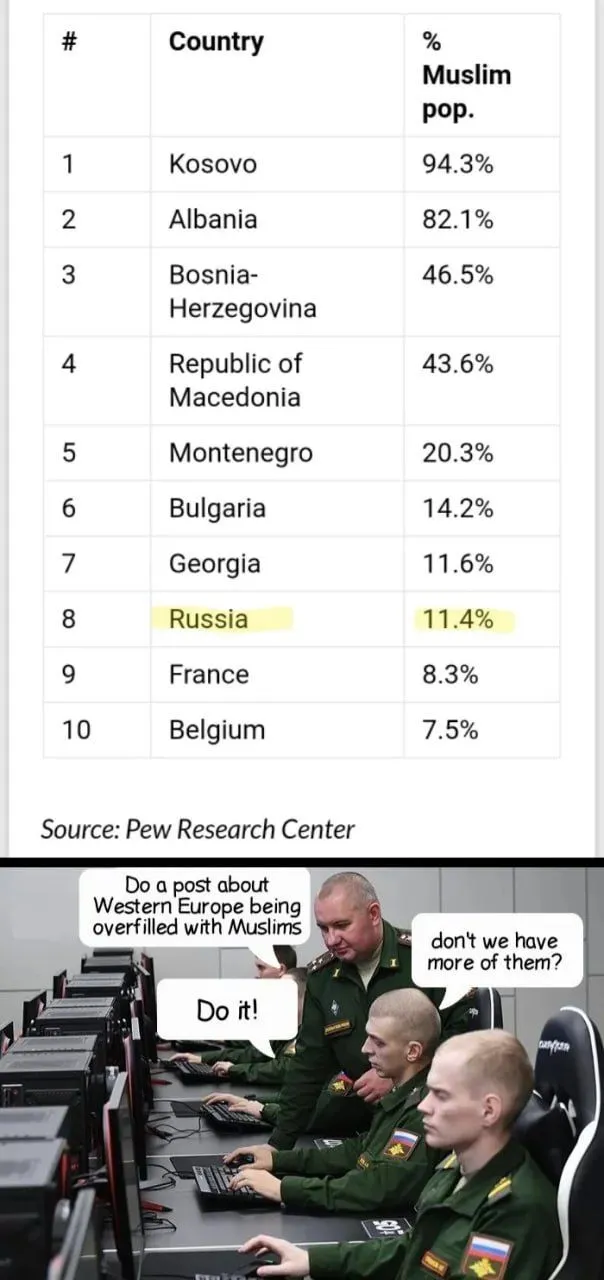 # Country %
Muslim
pop.
1 Kosovo 94.3%
2 Albania 82.1%
3 Bosnia- 46.5%
Herzegovina
4 Republic of 43.6%
Macedonia
5 Montenegro 20.3%
6 Bulgaria 14.2%
7 Georgia 11.6%
8 Russia 11.4%
9 France 8.3%
10 Belgium 7.5%
Source: Pew Research Center
Do a post about
Western Europe being
overfilled with Muslims
don't we have
more of them?
Do it!